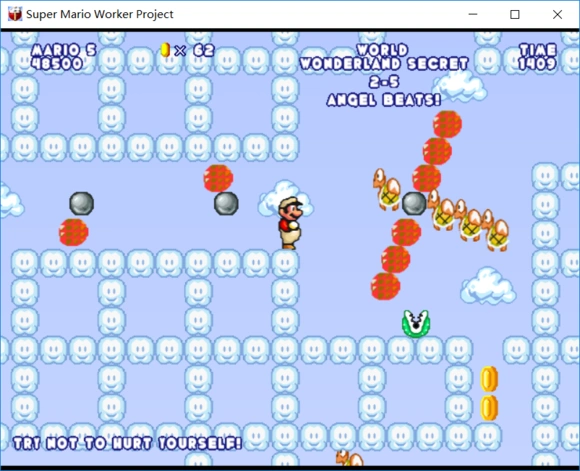 Super Mario Worker Project
MARIO 5
48500
× 62
WORLD
WONDERLAND SECRET
2-5
ANGEL BEATS!
TIME
1409
TRY NOT TO HURT YOURSELF!